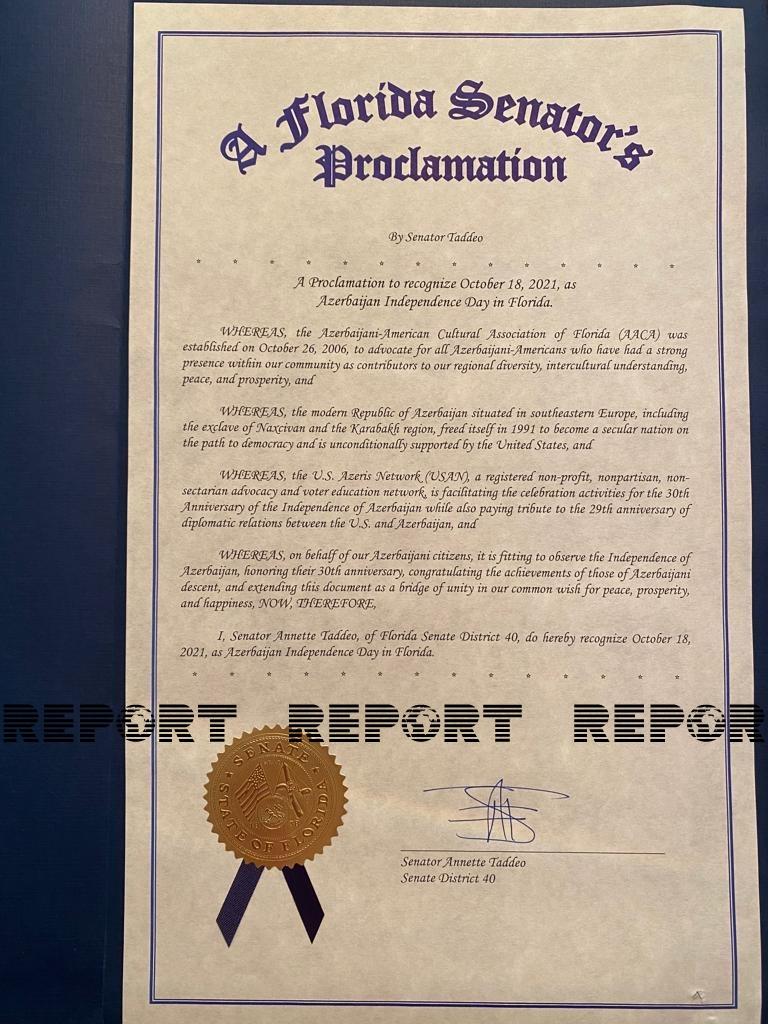 A Florida Senator's
Proclamation
By Senator Taddeo
* * * * * * * * * * * * * *
A Proclamation to recognize October 18, 2021, as
Azerbaijan Independence Day in Florida.
WHEREAS, the Azerbaijani-American Cultural Association of Florida (AACA) was
established on October 26, 2006, to advocate for all Azerbaijani-Americans who have had a strong
presence within our community as contributors to our regional diversity, intercultural understanding,
peace, and prosperity, and
WHEREAS, the modern Republic of Azerbaijan situated in southeastern Europe, including
the exclave of Naxcivan and the Karabakh region, freed itself in 1991 to become a secular nation on
the path to democracy and is unconditionally supported by the United States, and
WHEREAS, the U.S. Azeris Network (USAN), a registered non-profit, nonpartisan, non-
sectarian advocacy and voter education network, is facilitating the celebration activities for the 30th
Anniversary of the Independence of Azerbaijan while also paying tribute to the 29th anniversary of
diplomatic relations between the U.S. and Azerbaijan, and
WHEREAS, on behalf of our Azerbaijani citizens, it is fitting to observe the Independence of
Azerbaijan, honoring their 30th anniversary, congratulating the achievements of those of Azerbaijani
descent, and extending this document as a bridge of unity in our common wish for peace, prosperity,
and happiness, NOW, THEREFORE,
I, Senator Annette Taddeo, of Florida Senate District 40, do hereby recognize October 18,
2021, as Azerbaijan Independence Day in Florida.
* * * * * * * * * * * * * *
REPORT REPORT REPOR
SENATE
STATE OF FLORIDA
Senator Annette Taddeo
Senate District 40